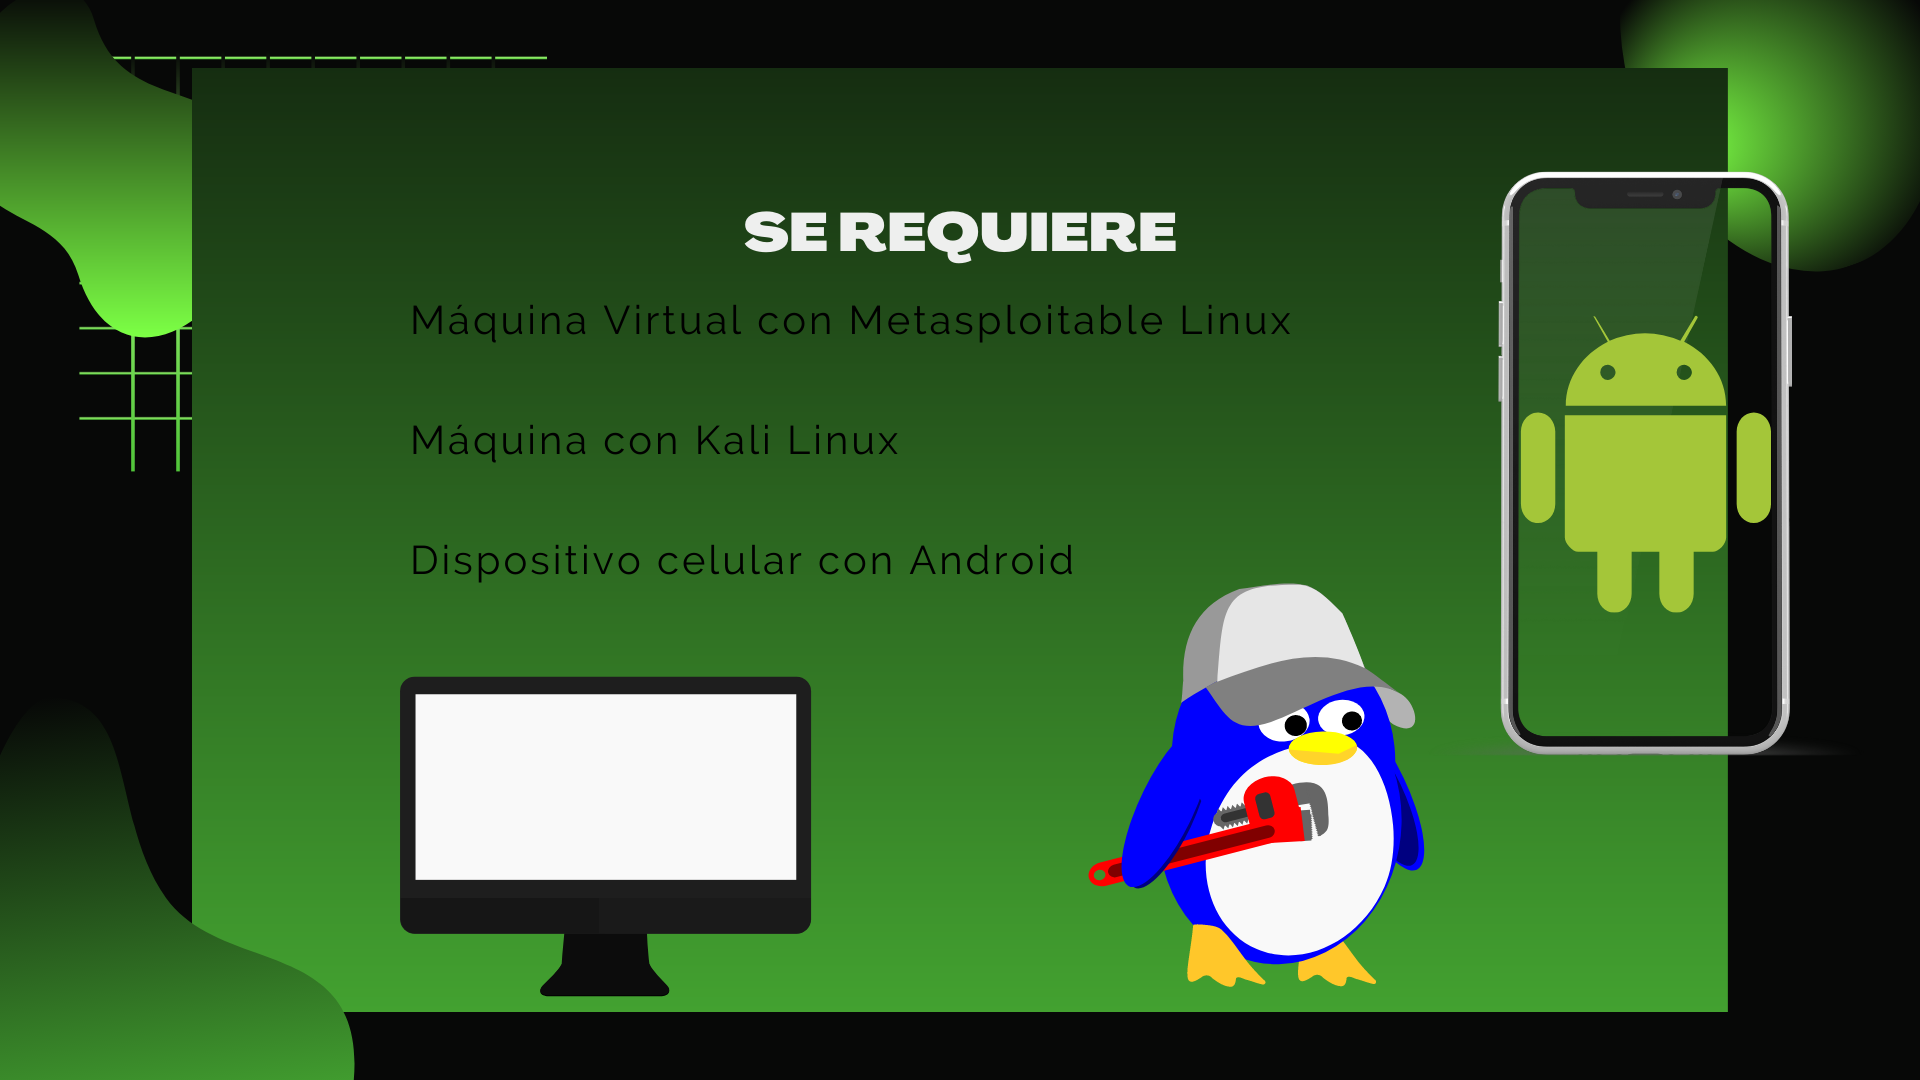 SE REQUIERE
Máquina Virtual con Metasploitable Linux
Máquina con Kali Linux
Dispositivo celular con Android